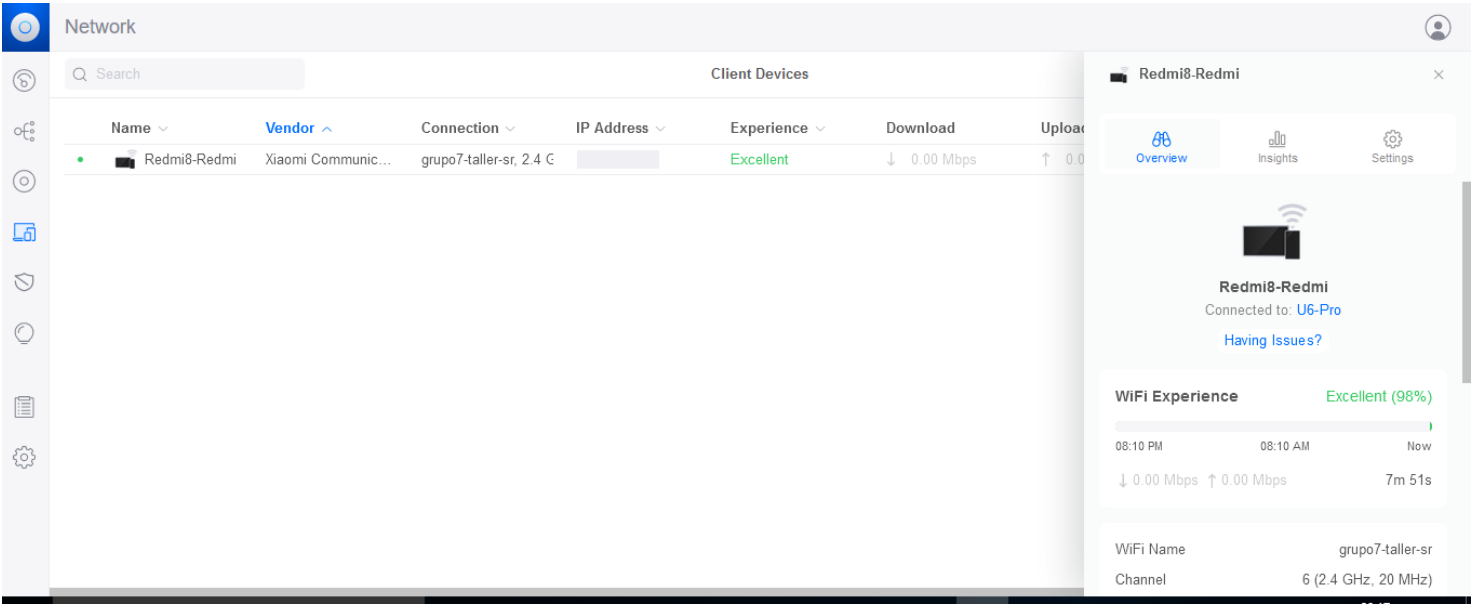 Network
Search
Client Devices
Name Vendor Connection IP Address Experience Download
Redmi8-Redmi Xiaomi Communic... grupo7-taller-sr, 2.4 G Excellent ↓ 0.00 Mbps ↑ 0.0
Redmi8-Redmi
Overview Insights Settings
Redmi8-Redmi
Connected to: U6-Pro
Having Issues?
WiFi Experience Excellent (98%)
08:10 PM 08:10 AM Now
↓ 0.00 Mbps ↑ 0.00 Mbps 7m 51s
WiFi Name grupo7-taller-sr
Channel 6 (2.4 GHz, 20 MHz)